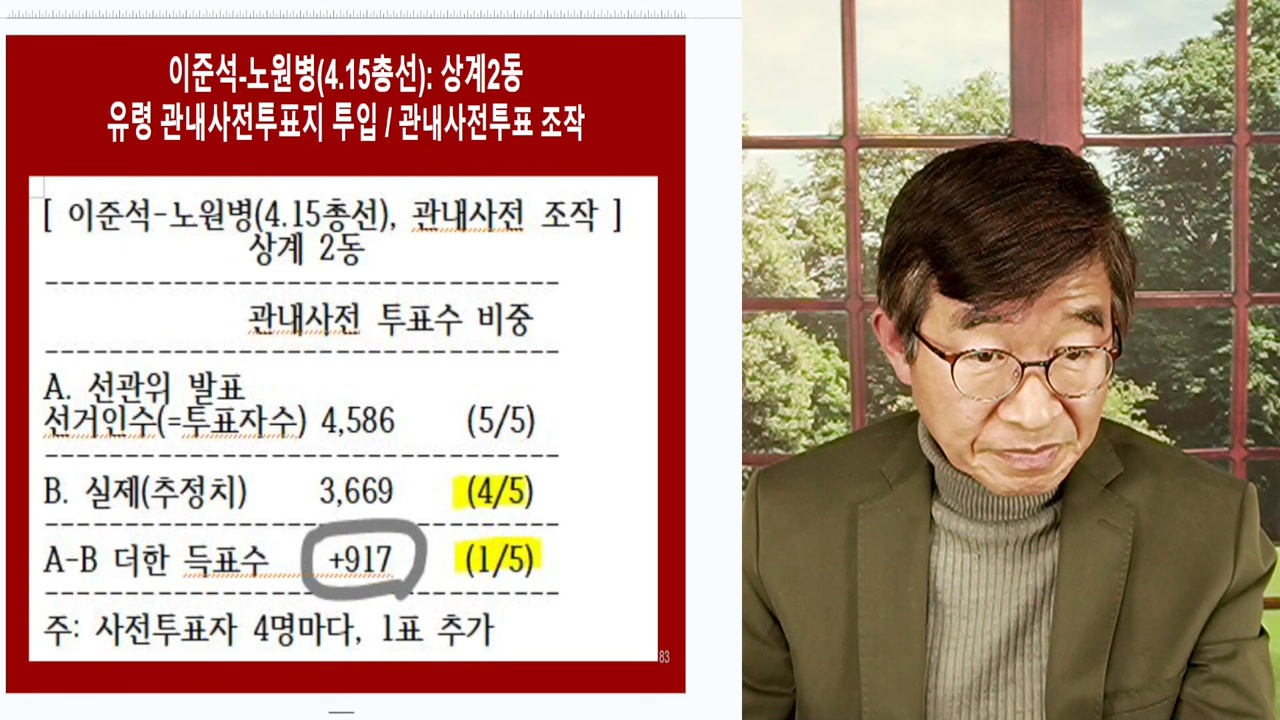 이준석-노원병(4.15총선): 상계2동
유령 관내사전투표지 투입 / 관내사전투표 조작
[ 이준석-노원병(4.15총선), 관내사전 조작 ]
상계 2동
------------------------------
관내사전 투표수 비중
------------------------------
A. 선관위 발표
선거인수(=투표자수) 4,586 (5/5)
------------------------------
B. 실제(추정치) 3,669 (4/5)
------------------------------
A-B 더한 득표수 +917 (1/5)
------------------------------
주: 사전투표자 4명마다, 1표 추가
83